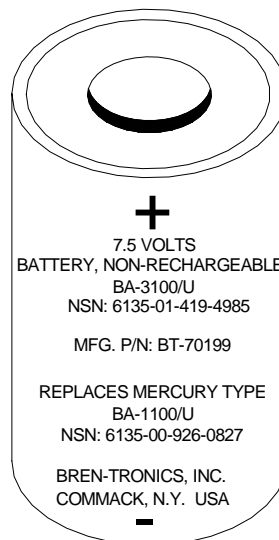 +
7.5 VOLTS
BATTERY, NON-RECHARGEABLE
BA-3100/U
NSN: 6135-01-419-4985
MFG. P/N: BT-70199
REPLACES MERCURY TYPE
BA-1100/U
NSN: 6135-00-926-0827
BREN-TRONICS, INC.
COMMACK, N.Y. USA
-